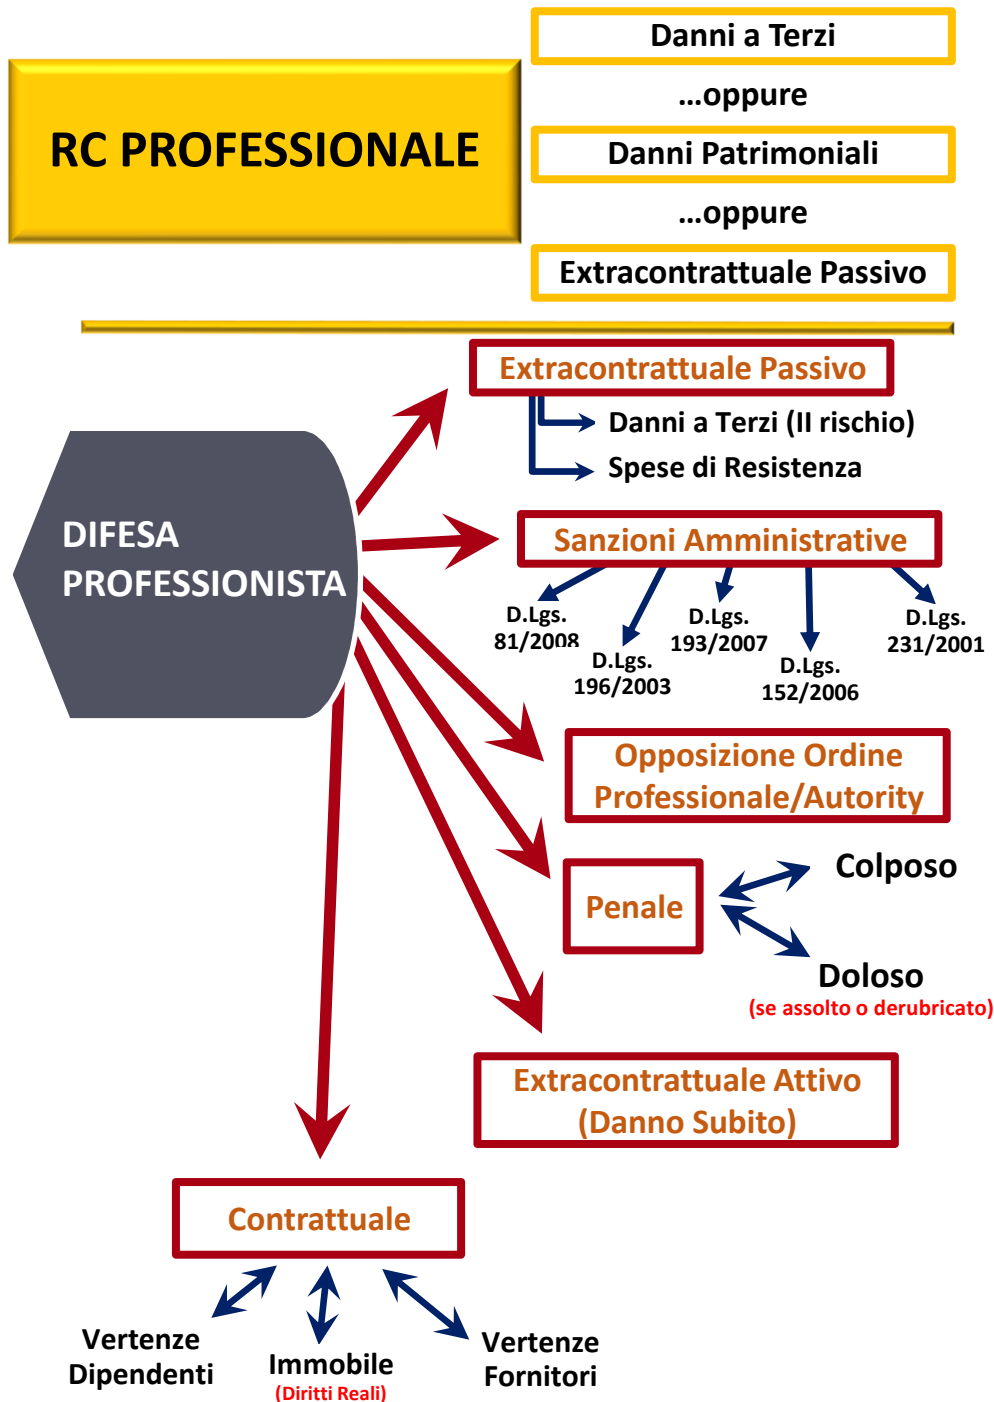 RC PROFESSIONALE
Danni a Terzi
...oppure
Danni Patrimoniali
...oppure
Extracontrattuale Passivo
Extracontrattuale Passivo
Danni a Terzi (II rischio)
Spese di Resistenza
DIFESA
PROFESSIONISTA
Sanzioni Amministrative
D.Lgs.
81/2008
D.Lgs.
196/2003
D.Lgs.
193/2007
D.Lgs.
152/2006
D.Lgs.
231/2001
Opposizione Ordine
Professionale/Autority
Penale
Colposo
Doloso
(se assolto o derubricato)
Extracontrattuale Attivo
(Danno Subito)
Contrattuale
Vertenze
Dipendenti
Immobile
(Diritti Reali)
Vertenze
Fornitori